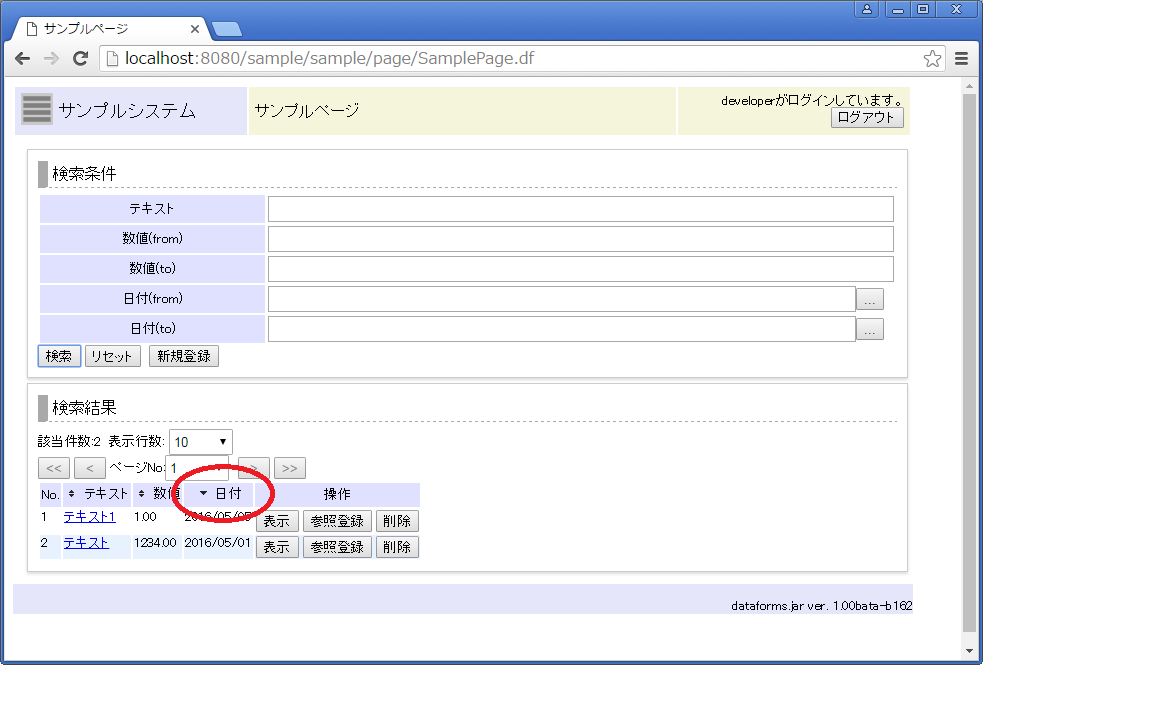 サンプルページ
localhost:8080/sample/sample/page/SamplePage.df
サンプルシステム サンプルページ developerがログインしています。
ログアウト
検索条件
テキスト
数値(from)
数値(to)
日付(from) ...
日付(to) ...
検索 リセット 新規登録
検索結果
該当件数:2 表示行数: 10
<< < ページNo: 1 > >>
No. テキスト 数値 日付 操作
1 テキスト1 1.00 2016/05/05 表示 参照登録 削除
2 テキスト 1234.00 2016/05/01 表示 参照登録 削除
dataforms.jar ver. 1.00bata-b162